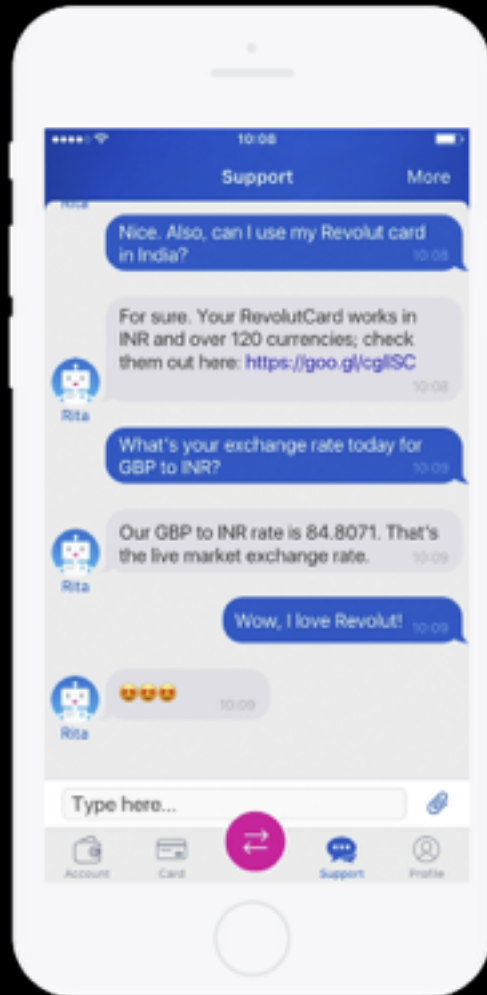 10:08
Support
More
Rita
Nice. Also, can I use my Revolut card
in India?
10:08
For sure. Your RevolutCard works in
INR and over 120 currencies; check
them out here: https://goo.gl/cgllSC
10:08
Rita
What's your exchange rate today for
GBP to INR?
10:09
Our GBP to INR rate is 84.8071. That's
the live market exchange rate.
10:09
Rita
Wow, I love Revolut!
10:09
😍😍😍
10:09
Rita
Type here...
Account
Card
Support
Profile